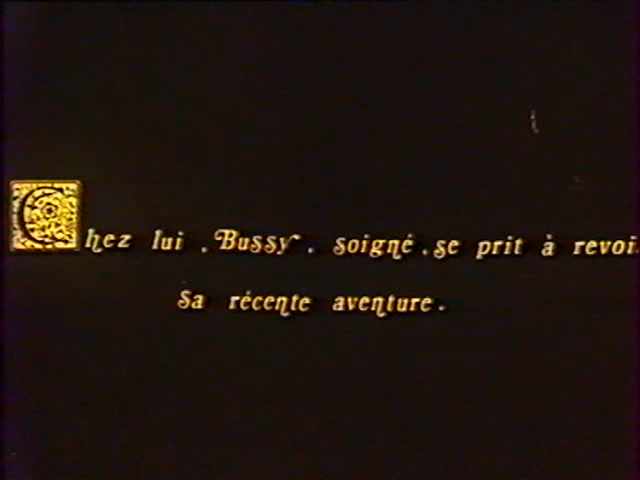 Chez lui, Bussy, soigné, se prit à revoi
Sa récente aventure.